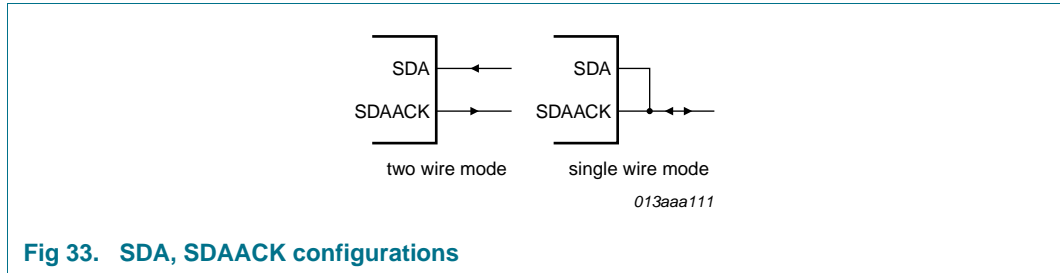 SDA
SDA
SDAACK
SDAACK
two wire mode
single wire mode
013aaa111
Fig 33. SDA, SDAACK configurations